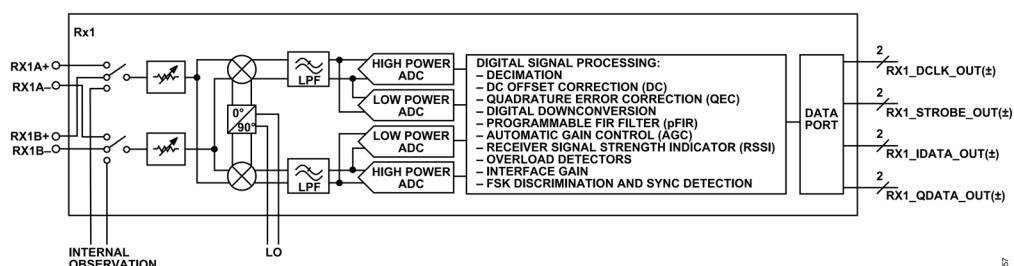 Rx1
RX1A+
RX1A–
RX1B+
RX1B–
0°
90°
LPF
LPF
HIGH POWER
ADC
LOW POWER
ADC
LOW POWER
ADC
HIGH POWER
ADC
DIGITAL SIGNAL PROCESSING:
– DECIMATION
– DC OFFSET CORRECTION (DC)
– QUADRATURE ERROR CORRECTION (QEC)
– DIGITAL DOWNCONVERSION
– PROGRAMMABLE FIR FILTER (pFIR)
– AUTOMATIC GAIN CONTROL (AGC)
– RECEIVER SIGNAL STRENGTH INDICATOR (RSSI)
– OVERLOAD DETECTORS
– INTERFACE GAIN
– FSK DISCRIMINATION AND SYNC DETECTION
DATA
PORT
2
RX1_DCLK_OUT(±)
2
RX1_STROBE_OUT(±)
2
RX1_IDATA_OUT(±)
2
RX1_QDATA_OUT(±)
INTERNAL
OBSERVATION
LO
57